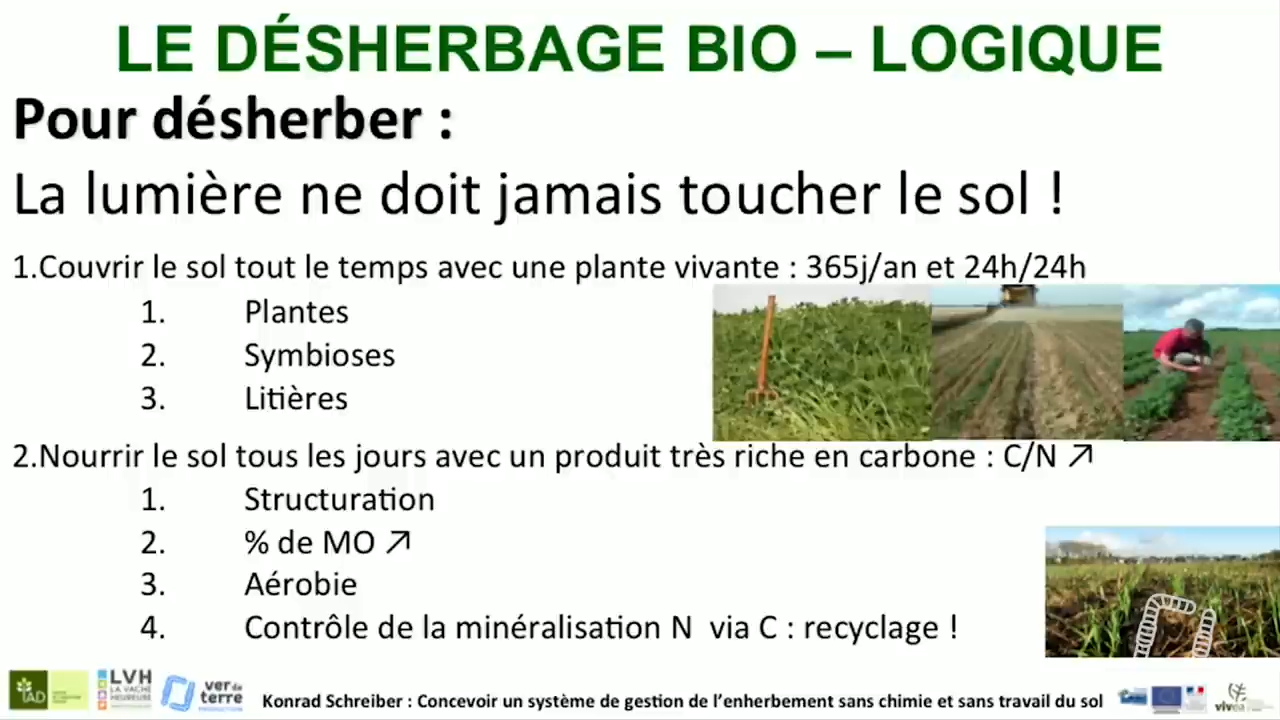 LE DÉSHERBAGE BIO – LOGIQUE
Pour désherber :
La lumière ne doit jamais toucher le sol !
1.Couvrir le sol tout le temps avec une plante vivante : 365j/an et 24h/24h
1. Plantes
2. Symbioses
3. Litières
2.Nourrir le sol tous les jours avec un produit très riche en carbone : C/N ↗
1. Structuration
2. % de MO ↗
3. Aérobie
4. Contrôle de la minéralisation N via C : recyclage !
IAD
LVH
LA VACHE
HEUREUSE
ver de
terre
PRODUCTION
Konrad Schreiber : Concevoir un système de gestion de l'enherbement sans chimie et sans travail du sol
vivea